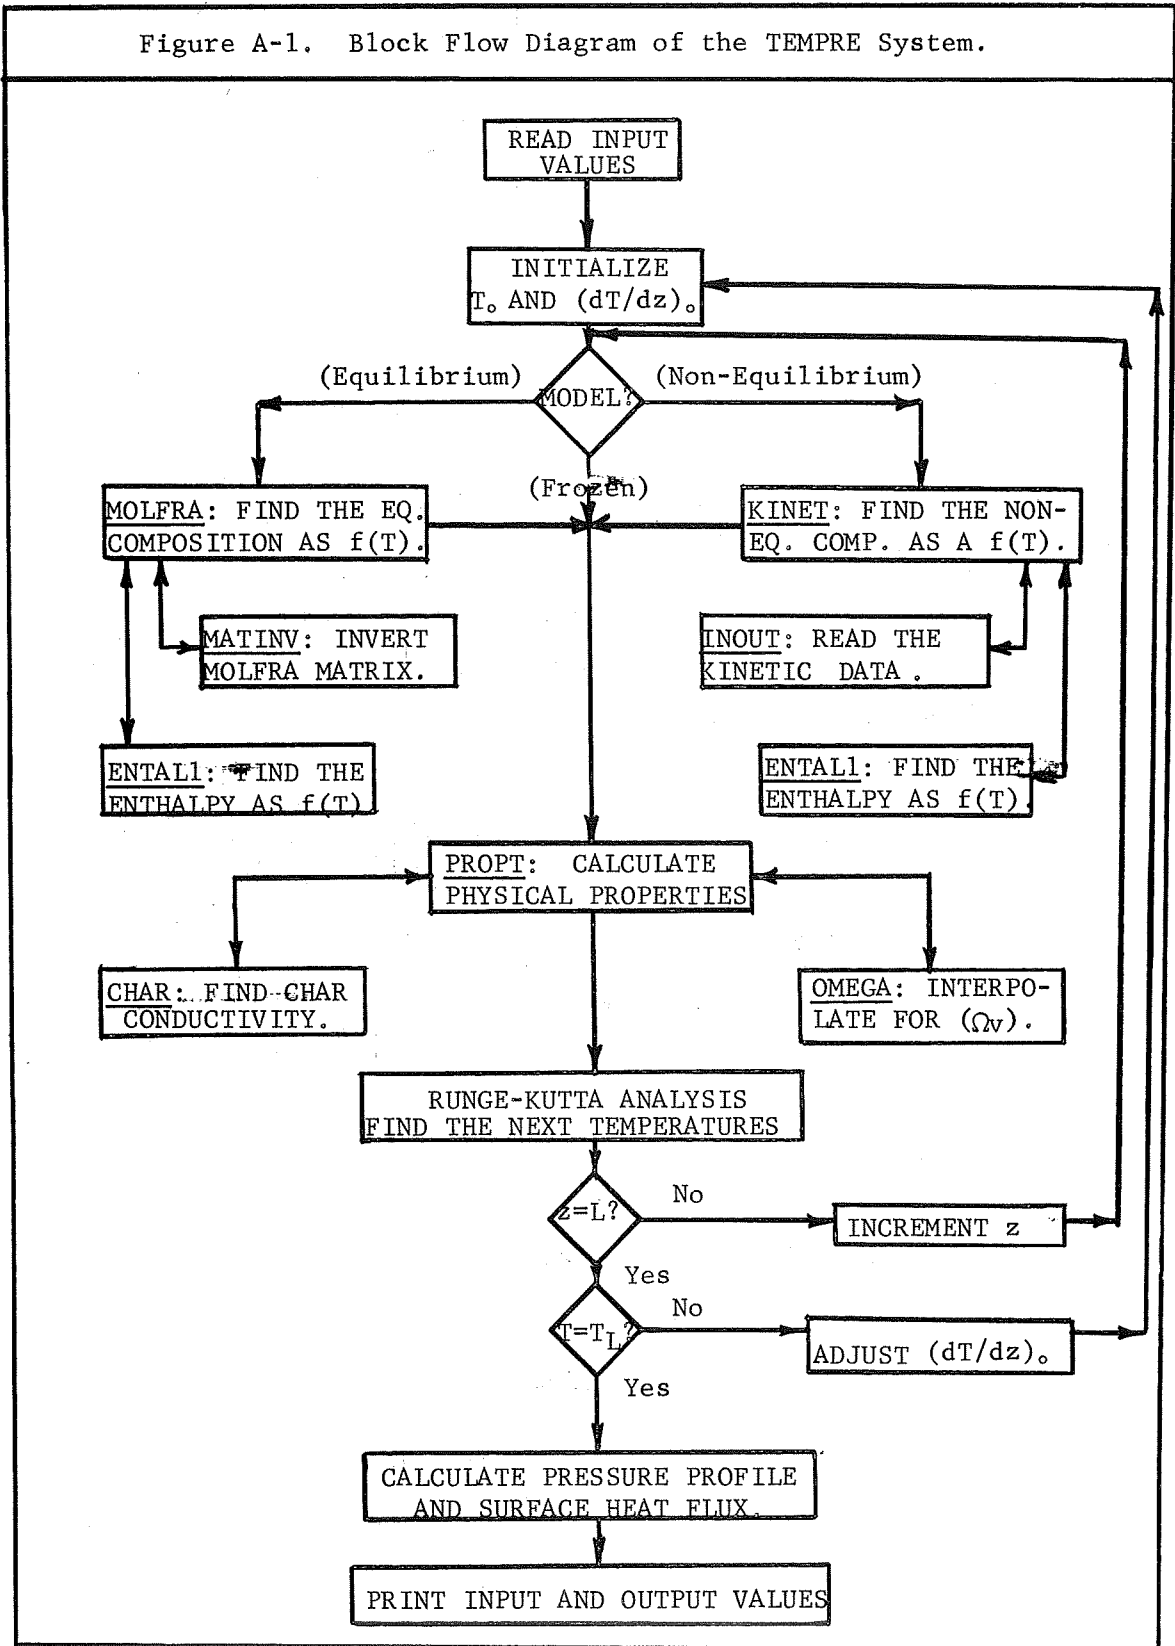 Figure A-1. Block Flow Diagram of the TEMPRE System.
READ INPUT
VALUES
INITIALIZE
T₀ AND (dT/dz)₀
(Equilibrium)
MODEL?
(Non-Equilibrium)
(Frozen)
MOLFRA: FIND THE EQ.
COMPOSITION AS f(T).
KINET: FIND THE NON-
EQ. COMP. AS A f(T).
MATINV: INVERT
MOLFRA MATRIX.
INOUT: READ THE
KINETIC DATA .
ENTAL1: FIND THE
ENTHALPY AS f(T)
ENTAL1: FIND THE
ENTHALPY AS f(T).
PROPT: CALCULATE
PHYSICAL PROPERTIES
CHAR: FIND CHAR
CONDUCTIVITY.
OMEGA: INTERPO-
LATE FOR (Ωv).
RUNGE-KUTTA ANALYSIS
FIND THE NEXT TEMPERATURES
z=L?
No
INCREMENT z
Yes
T=T_L?
No
ADJUST (dT/dz)₀
Yes
CALCULATE PRESSURE PROFILE
AND SURFACE HEAT FLUX.
PRINT INPUT AND OUTPUT VALUES